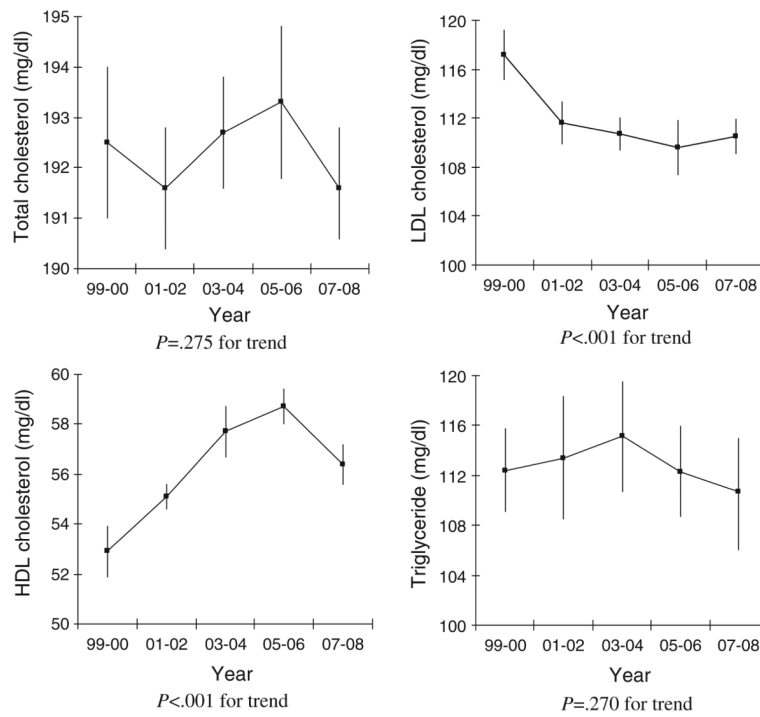 Total cholesterol (mg/dl)
195
194
193
192
191
190
99-00 01-02 03-04 05-06 07-08
Year
P=.275 for trend
LDL cholesterol (mg/dl)
120
116
112
108
104
100
99-00 01-02 03-04 05-06 07-08
Year
P<.001 for trend
HDL cholesterol (mg/dl)
60
58
56
54
52
50
99-00 01-02 03-04 05-06 07-08
Year
P<.001 for trend
Triglyceride (mg/dl)
120
116
112
108
104
100
99-00 01-02 03-04 05-06 07-08
Year
P=.270 for trend